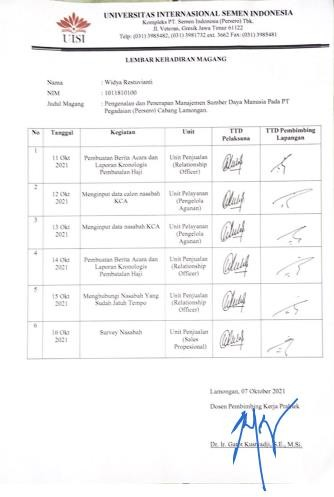 UISI
UNIVERSITAS INTERNASIONAL SEMEN INDONESIA
Kompleks PT. Semen Indonesia (Persero) Tbk.
Jl. Veteran, Gresik Jawa Timur 61122
Telp: (031) 3985482, (031) 3981732 ext. 3662 Fax: (031) 3985481
LEMBAR KEHADIRAN MAGANG
Nama : Widya Restuvianti
NIM : 1011810100
Judul Magang : Pengenalan dan Penerapan Manajemen Sumber Daya Manusia Pada PT
Pegadaian (Persero) Cabang Lamongan.
No Tanggal Kegiatan Unit TTD Pelaksana TTD Pembimbing Lapangan
1 11 Okt 2021 Pembuatan Berita Acara dan Laporan Kronologis Pembatalan Haji Unit Penjualan (Relationship Officer)
2 12 Okt 2021 Menginput data calon nasabah KCA Unit Pelayanan (Pengelola Agunan)
3 13 Okt 2021 Menginput data nasabah KCA Unit Pelayanan (Pengelola Agunan)
4 14 Okt 2021 Pembuatan Berita Acara dan Laporan Kronologis Pembatalan Haji. Unit Penjualan (Relationship Officer)
5 15 Okt 2021 Menghubungi Nasabah Yang Sudah Jatuh Tempo Unit Penjualan (Relationship Officer)
6 16 Okt 2021 Survey Nasabah Unit Penjualan (Sales Propesional)
Lamongan, 07 Oktober 2021
Dosen Pembimbing Kerja Praktek
Dr. Ir. Gatot Kustyadji, S.E., M.Si.